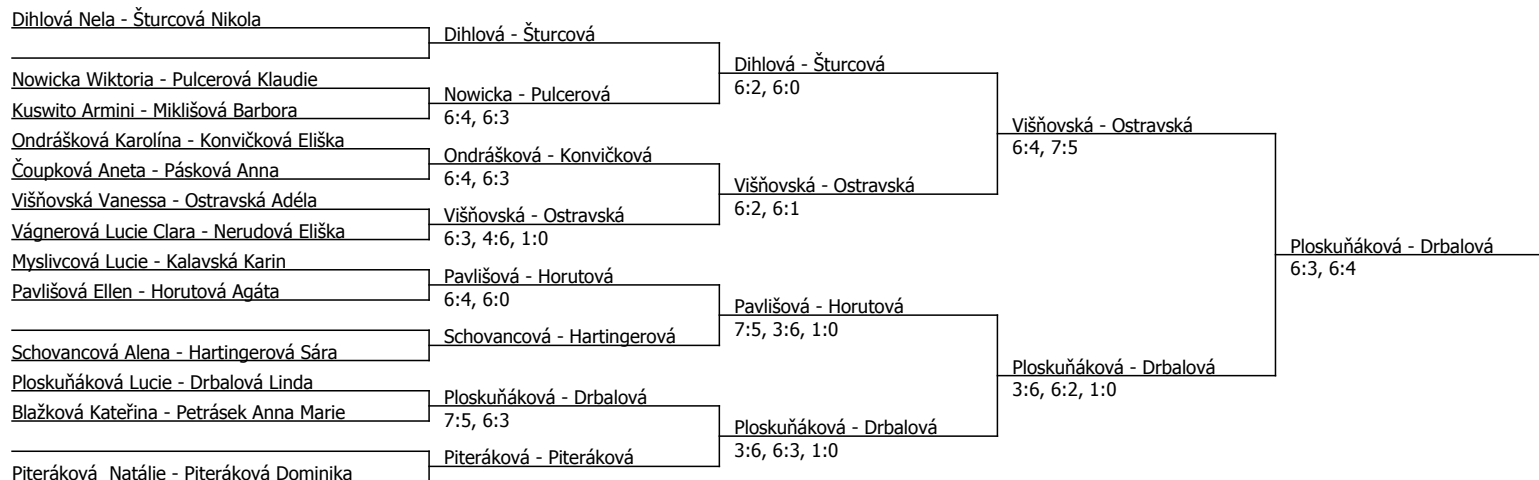 Dihlová Nela - Šturcová Nikola
Nowicka Wiktoria - Pulcerová Klaudie
Kuswito Armini - Miklišová Barbora
Ondrášková Karolína - Konvičková Eliška
Čoupková Aneta - Pásková Anna
Višňovská Vanessa - Ostravská Adéla
Vágnerová Lucie Clara - Nerudová Eliška
Myslivcová Lucie - Kalavská Karin
Pavlišová Ellen - Horutová Agáta
Schovancová Alena - Hartingerová Sára
Ploskuňáková Lucie - Drbalová Linda
Blažková Kateřina - Petrásek Anna Marie
Piteráková Natálie - Piteráková Dominika
Dihlová - Šturcová
Nowicka - Pulcerová
6:4, 6:3
Ondrášková - Konvičková
6:4, 6:3
Višňovská - Ostravská
6:3, 4:6, 1:0
Pavlišová - Horutová
6:4, 6:0
Schovancová - Hartingerová
Ploskuňáková - Drbalová
7:5, 6:3
Piteráková - Piteráková
Dihlová - Šturcová
6:2, 6:0
Višňovská - Ostravská
6:2, 6:1
Pavlišová - Horutová
7:5, 3:6, 1:0
Ploskuňáková - Drbalová
3:6, 6:3, 1:0
Višňovská - Ostravská
6:4, 7:5
Ploskuňáková - Drbalová
3:6, 6:2, 1:0
Ploskuňáková - Drbalová
6:3, 6:4